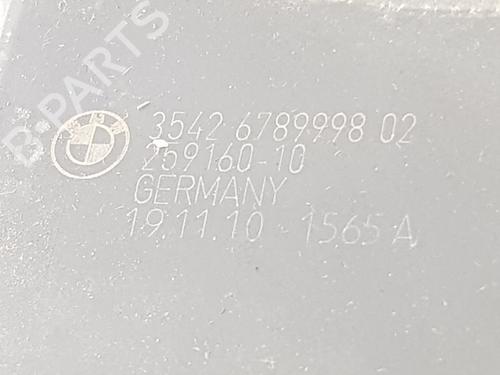 B-PARTS
3542 6789998 02
259160-10
GERMANY
19.11.10 - 1565 A